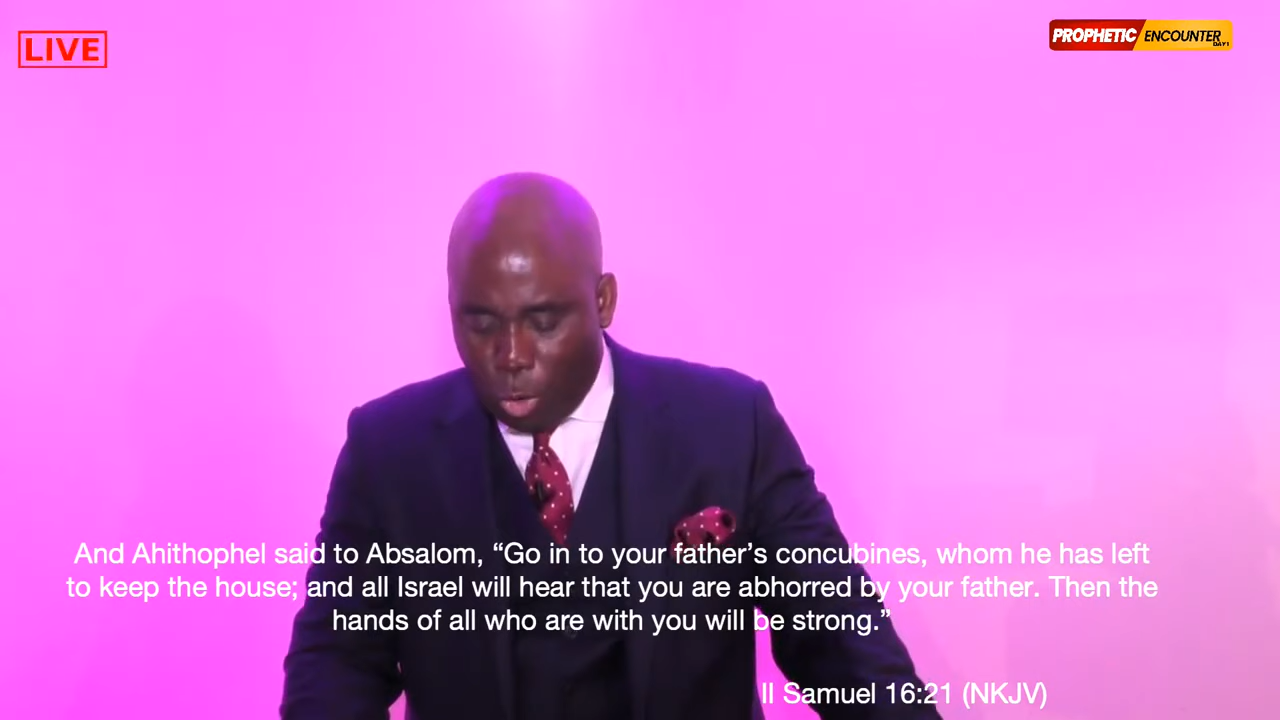 LIVE
PROPHETIC ENCOUNTER
DAY 1
And Ahithophel said to Absalom, “Go in to your father’s concubines, whom he has left
to keep the house; and all Israel will hear that you are abhorred by your father. Then the
hands of all who are with you will be strong.”
II Samuel 16:21 (NKJV)